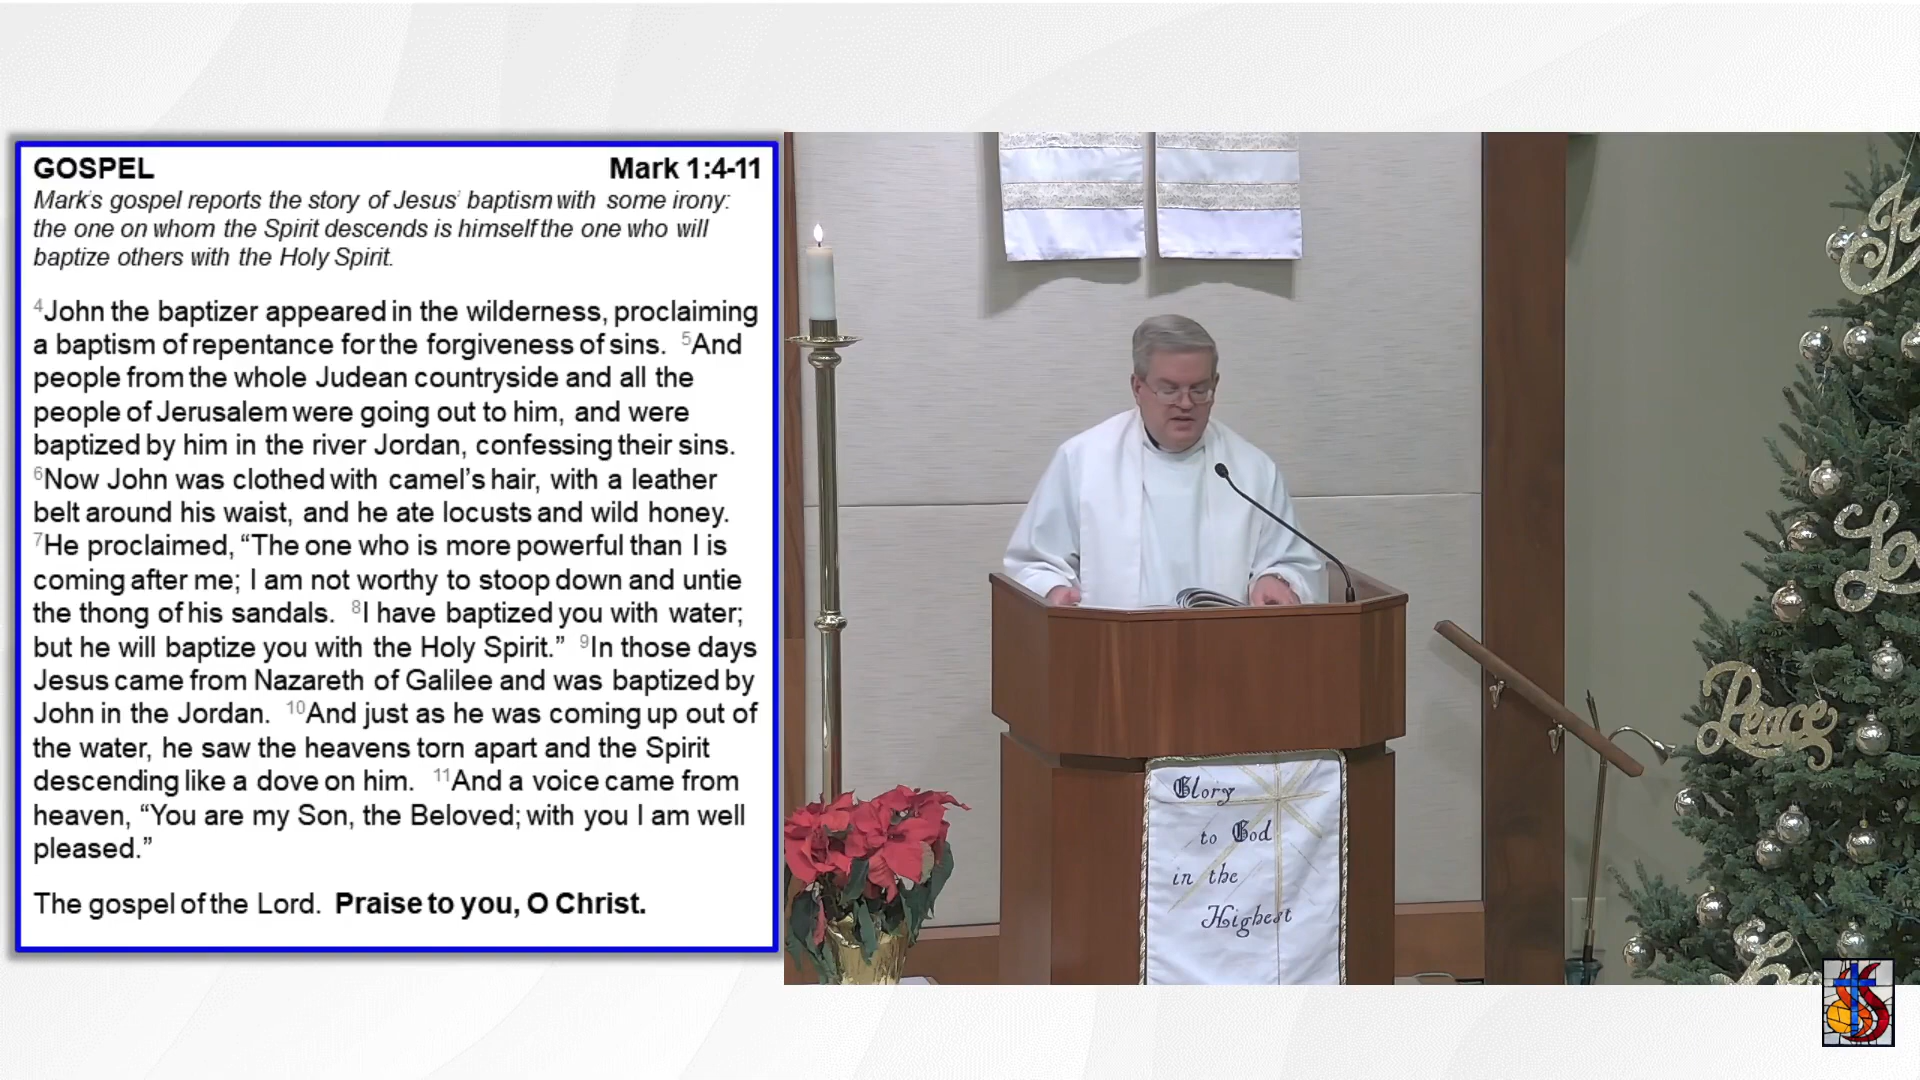 GOSPEL Mark 1:4-11
Mark's gospel reports the story of Jesus' baptism with some irony:
the one on whom the Spirit descends is himself the one who will
baptize others with the Holy Spirit.
4John the baptizer appeared in the wilderness, proclaiming
a baptism of repentance for the forgiveness of sins. 5And
people from the whole Judean countryside and all the
people of Jerusalem were going out to him, and were
baptized by him in the river Jordan, confessing their sins.
6Now John was clothed with camel’s hair, with a leather
belt around his waist, and he ate locusts and wild honey.
7He proclaimed, “The one who is more powerful than I is
coming after me; I am not worthy to stoop down and untie
the thong of his sandals. 8I have baptized you with water;
but he will baptize you with the Holy Spirit.” 9In those days
Jesus came from Nazareth of Galilee and was baptized by
John in the Jordan. 10And just as he was coming up out of
the water, he saw the heavens torn apart and the Spirit
descending like a dove on him. 11And a voice came from
heaven, “You are my Son, the Beloved; with you I am well
pleased.”
The gospel of the Lord. Praise to you, O Christ.
Glory
to God
in the
Highest
Peace